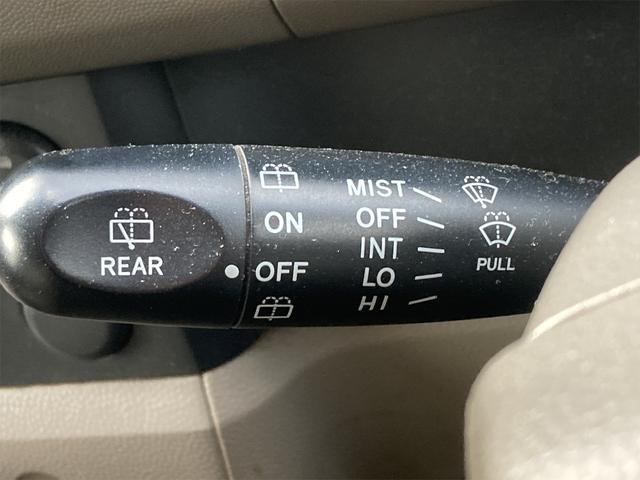 REAR
ON
OFF
MIST
OFF
INT
LO
HI
PULL